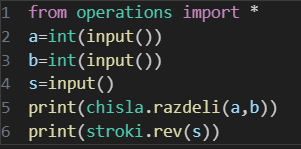 1 from operations import *
2 a=int(input())
3 b=int(input())
4 s=input()
5 print(chisla.razdeli(a,b))
6 print(stroki.rev(s))